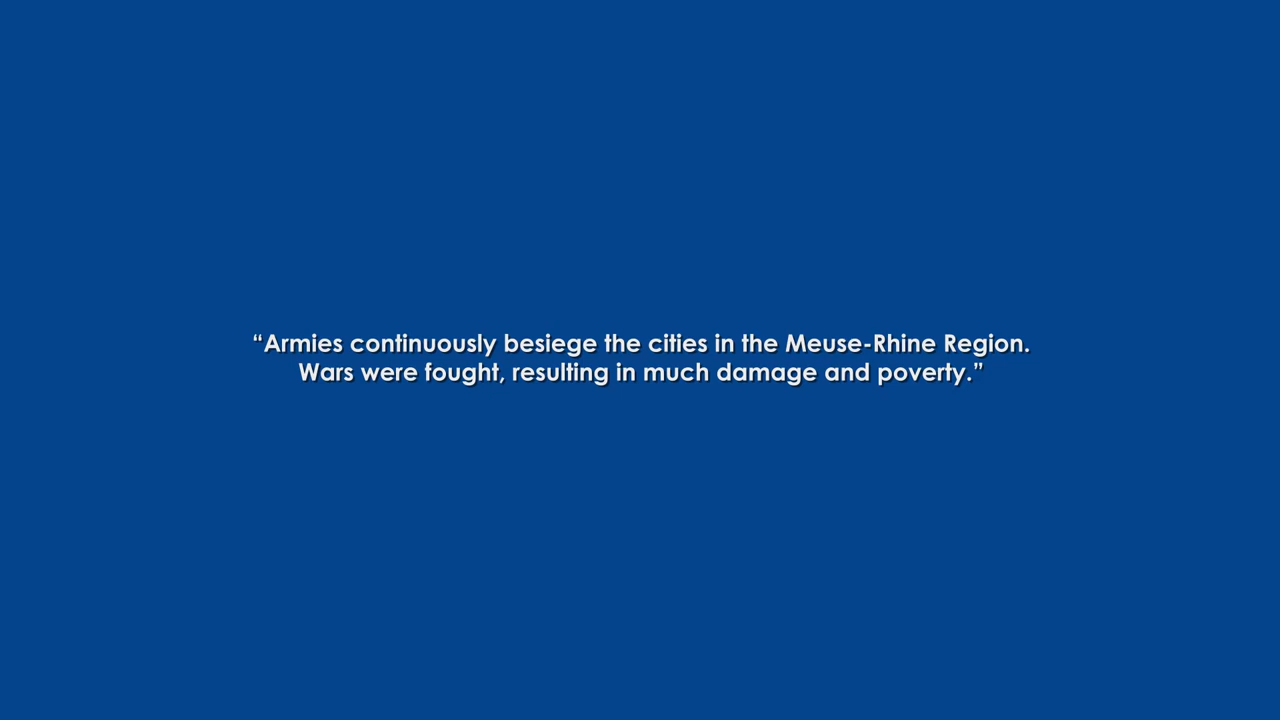 “Armies continuously besiege the cities in the Meuse-Rhine Region.
Wars were fought, resulting in much damage and poverty.”